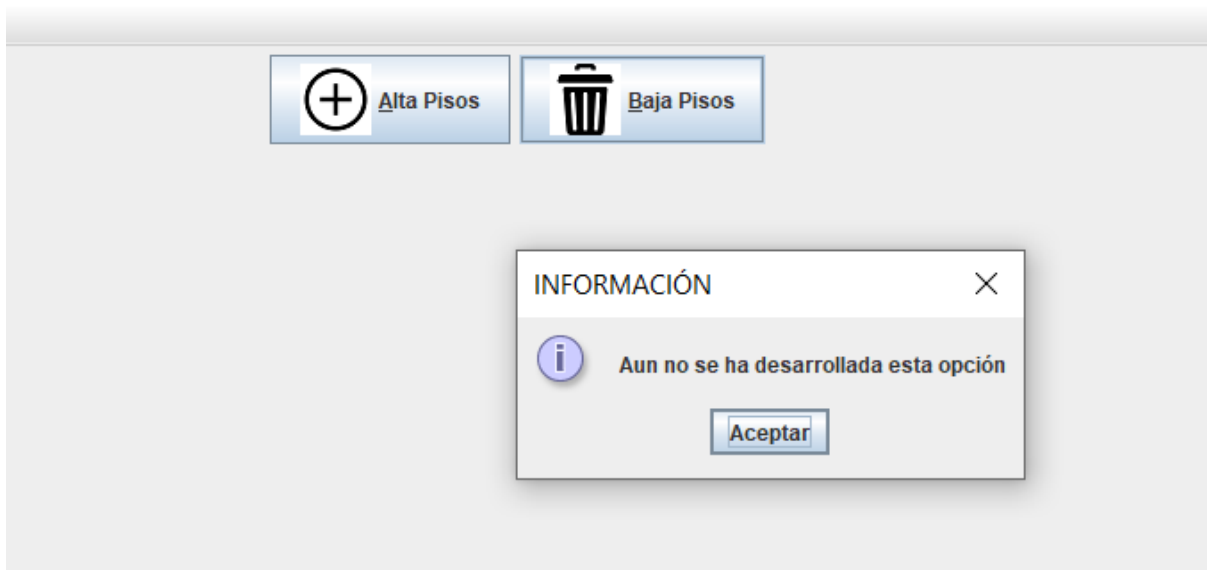 Alta Pisos
Baja Pisos
INFORMACIÓN
i
Aun no se ha desarrollada esta opción
Aceptar